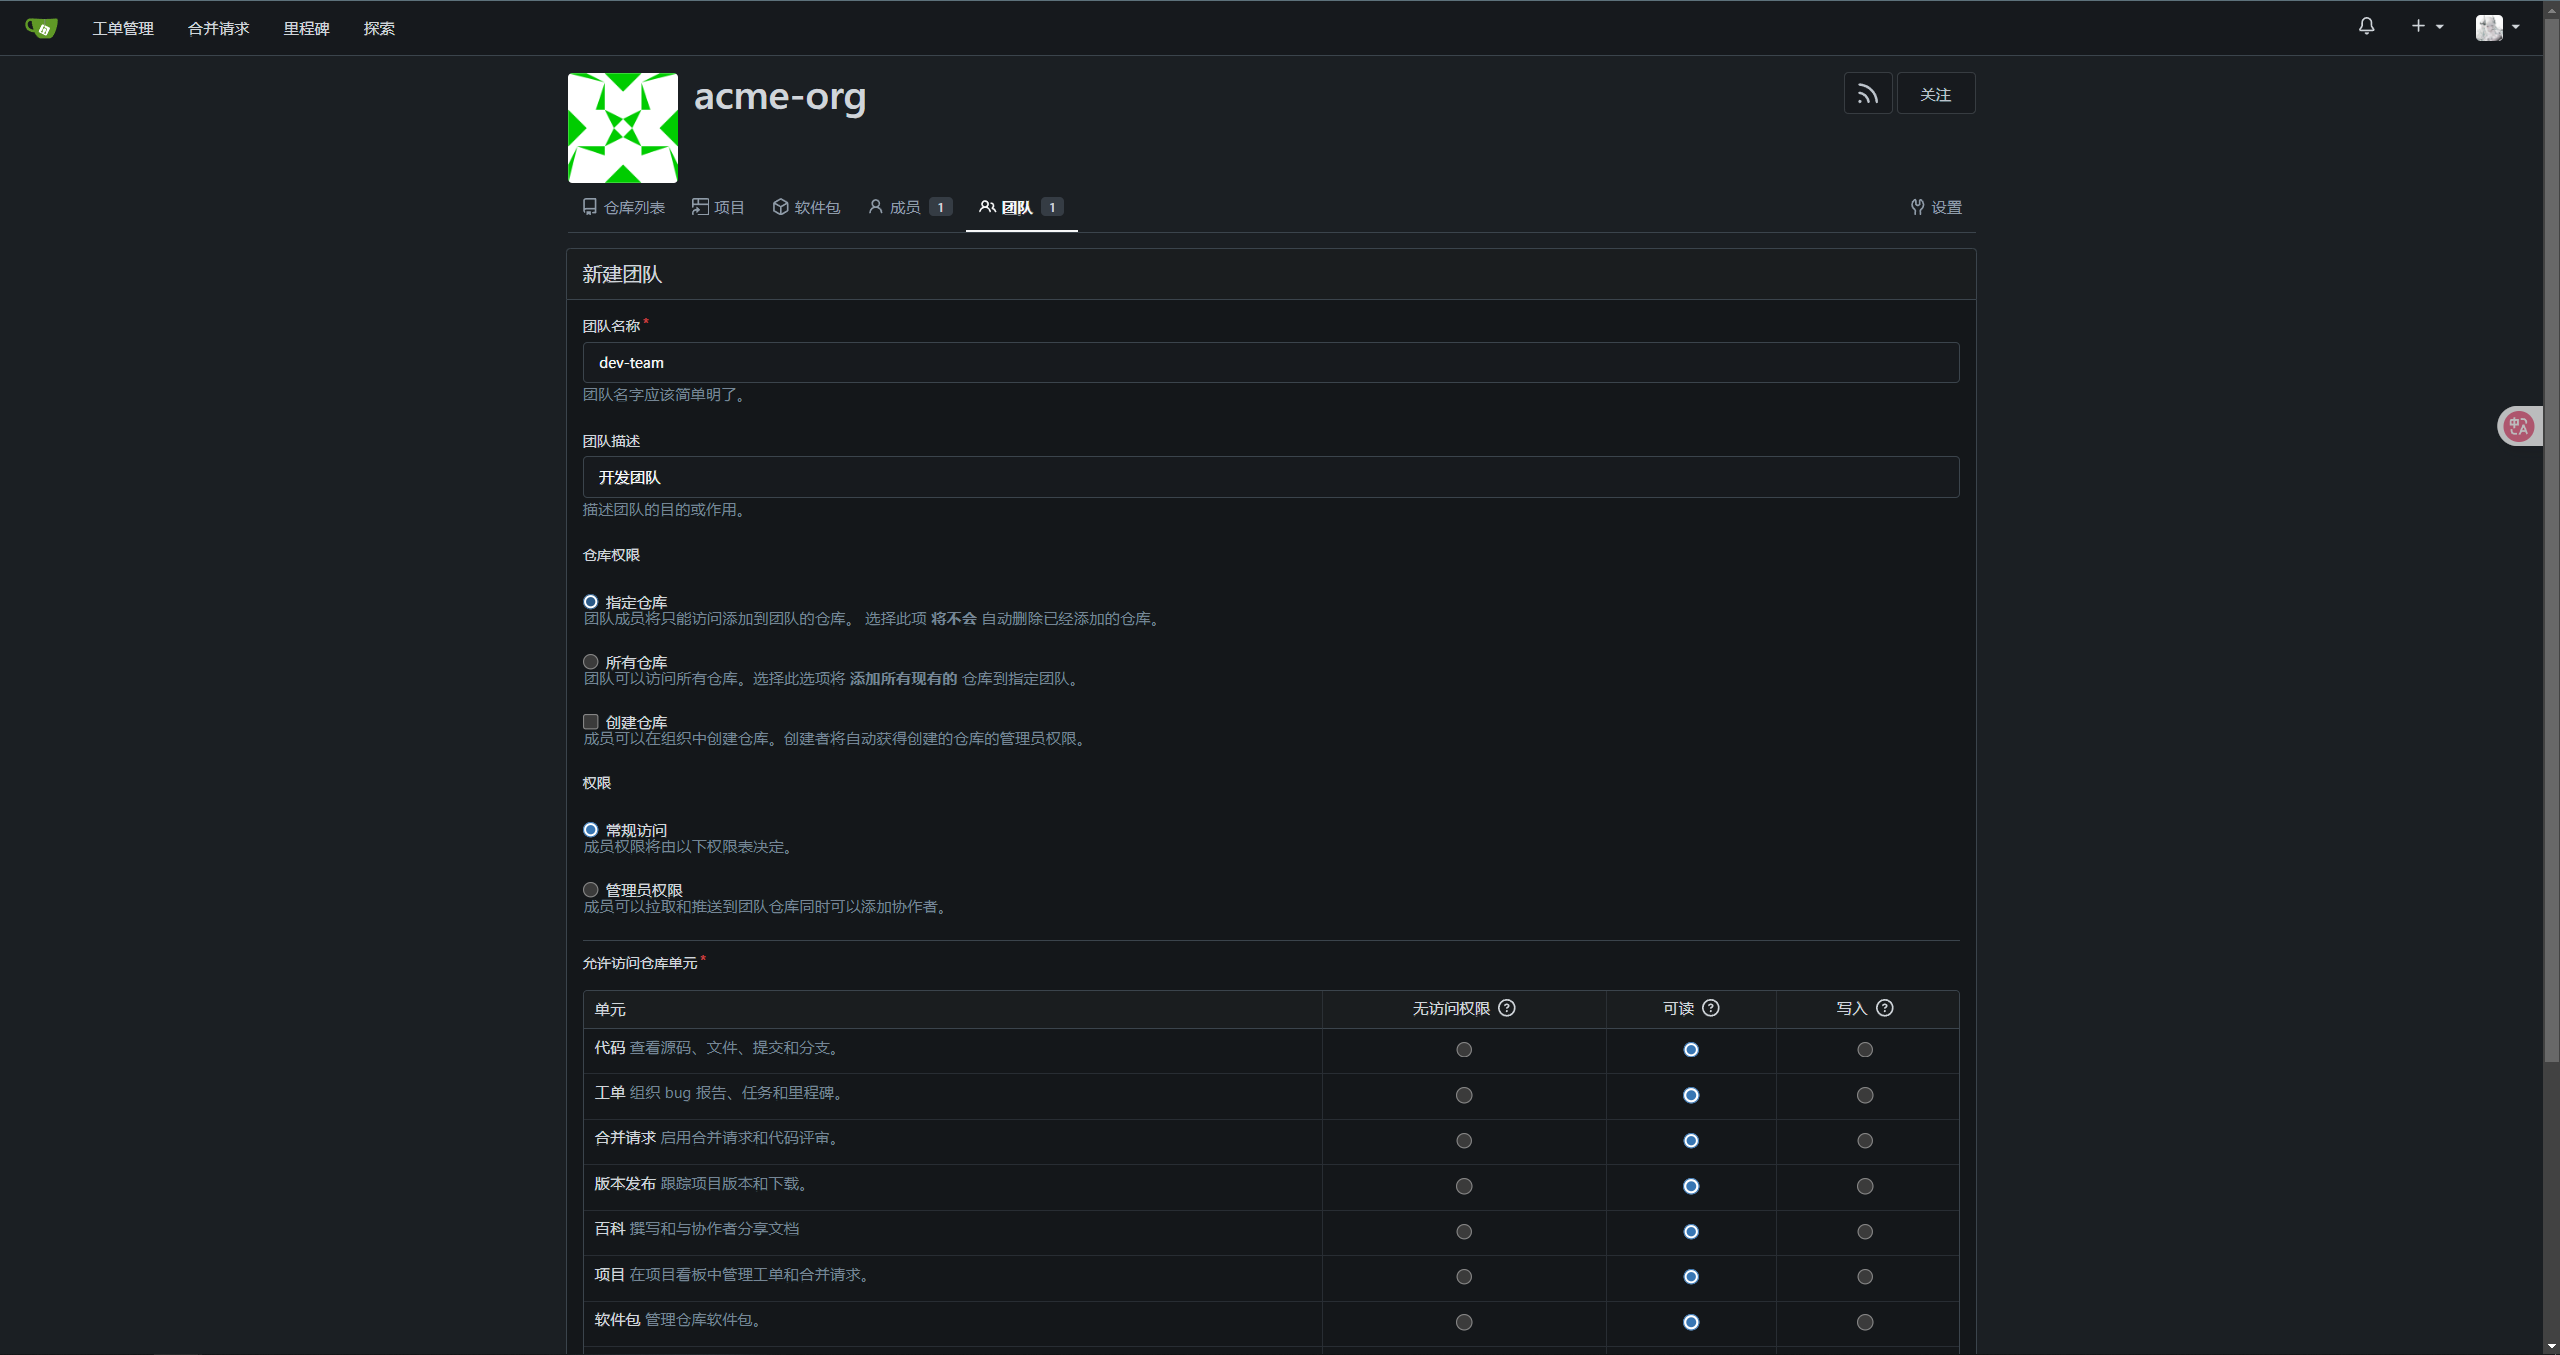 工单管理 合并请求 里程碑 探索
acme-org
关注
仓库列表 项目 软件包 成员 1 团队 1 设置
新建团队
团队名称*
dev-team
团队名字应该简单明了。
团队描述
开发团队
描述团队的目的或作用。
仓库权限
指定仓库
团队成员将只能访问添加到团队的仓库。 选择此项 将不会 自动删除已经添加的仓库。
所有仓库
团队可以访问所有仓库。选择此选项将 添加所有现有的 仓库到指定团队。
创建仓库
成员可以在组织中创建仓库。创建者将自动获得创建的仓库的管理员权限。
权限
常规访问
成员权限将由以下权限表决定。
管理员权限
成员可以拉取和推送到团队仓库同时可以添加协作者。
允许访问仓库单元*
单元 无访问权限 可读 写入
代码 查看源码、文件、提交和分支。
工单 组织 bug 报告、任务和里程碑。
合并请求 启用合并请求和代码评审。
版本发布 跟踪项目版本和下载。
百科 撰写和与协作者分享文档
项目 在项目看板中管理工单和合并请求。
软件包 管理仓库软件包。